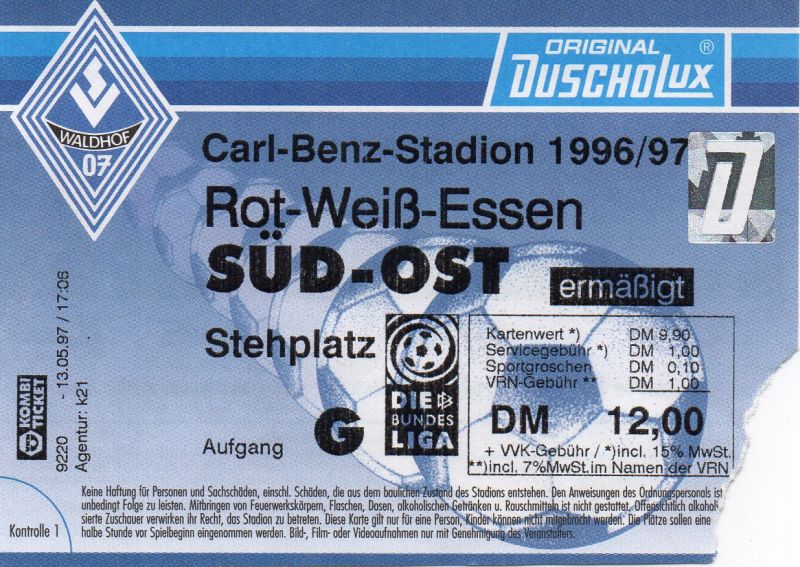 SV
WALDHOF
07
ORIGINAL ®
DUSCHOLUX
Carl-Benz-Stadion 1996/97
D
Rot-Weiß-Essen
SÜD-OST
ermäßigt
Stehplatz
DIE
BUNDES
LIGA
Kartenwert *) DM 9,90
Servicegebühr *) DM 1,00
Sportgroschen DM 0,10
VRN-Gebühr ** DM 1,00
DM 12,00
+ VVK-Gebühr / *)incl. 15% MwSt.
**)incl. 7%MwSt.im Namen der VRN
Aufgang G
KOMBI
TICKET
9220 - 13.05.97 / 17:06
Agentur: k21
Kontrolle 1
Keine Haftung für Personen und Sachschäden, einschl. Schäden, die aus dem baulichen Zustand des Stadions entstehen. Den Anweisungen des Ordnungspersonals ist
unbedingt Folge zu leisten. Mitbringen von Feuerwerkskörpern, Flaschen, Dosen, alkoholischen Getränken u. Rauschmitteln ist nicht gestattet. Offensichtlich alkohol
sierte Zuschauer verwirken ihr Recht, das Stadion zu betreten. Diese Karte gilt nur für eine Person, Kinder können nicht mitgebracht werden. Die Plätze sollen eine
halbe Stunde vor Spielbeginn eingenommen werden. Bild-, Film- oder Videoaufnahmen nur mit Genehmigung des Veranstalters.